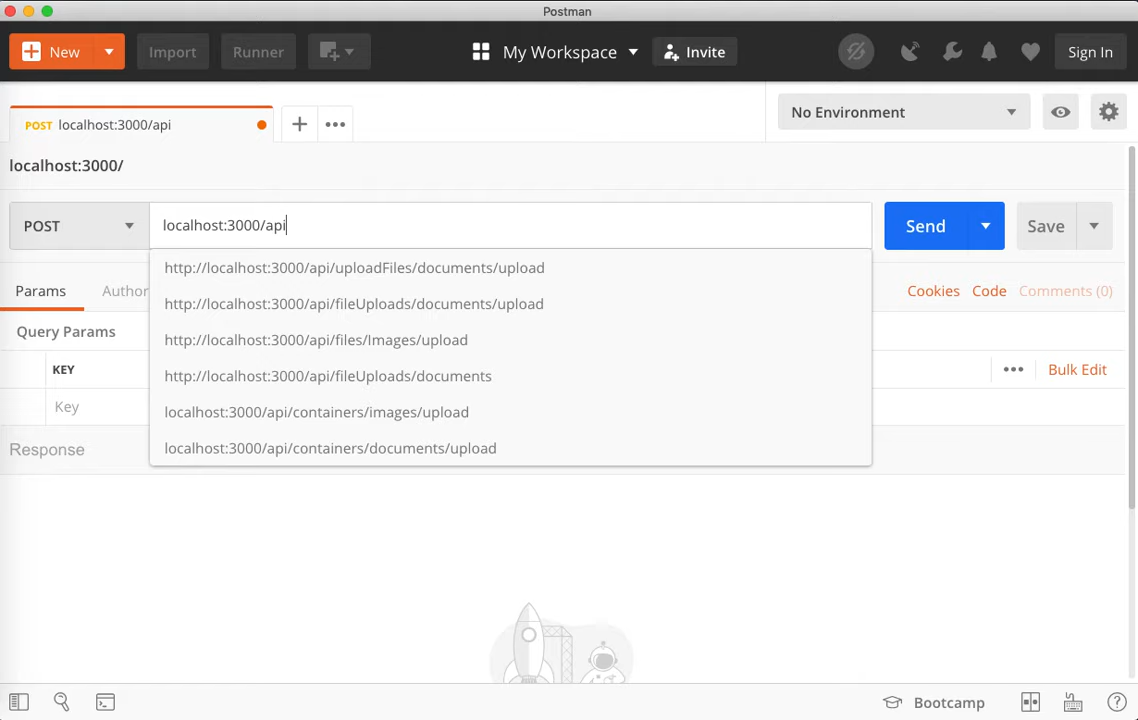 Postman
New
Import
Runner
My Workspace
Invite
Sign In
POST localhost:3000/api
No Environment
localhost:3000/
POST
localhost:3000/api
Send
Save
http://localhost:3000/api/uploadFiles/documents/upload
http://localhost:3000/api/fileUploads/documents/upload
http://localhost:3000/api/files/Images/upload
http://localhost:3000/api/fileUploads/documents
localhost:3000/api/containers/images/upload
localhost:3000/api/containers/documents/upload
Params
Author
Cookies
Code
Comments (0)
Query Params
KEY
Bulk Edit
Key
Response
Bootcamp